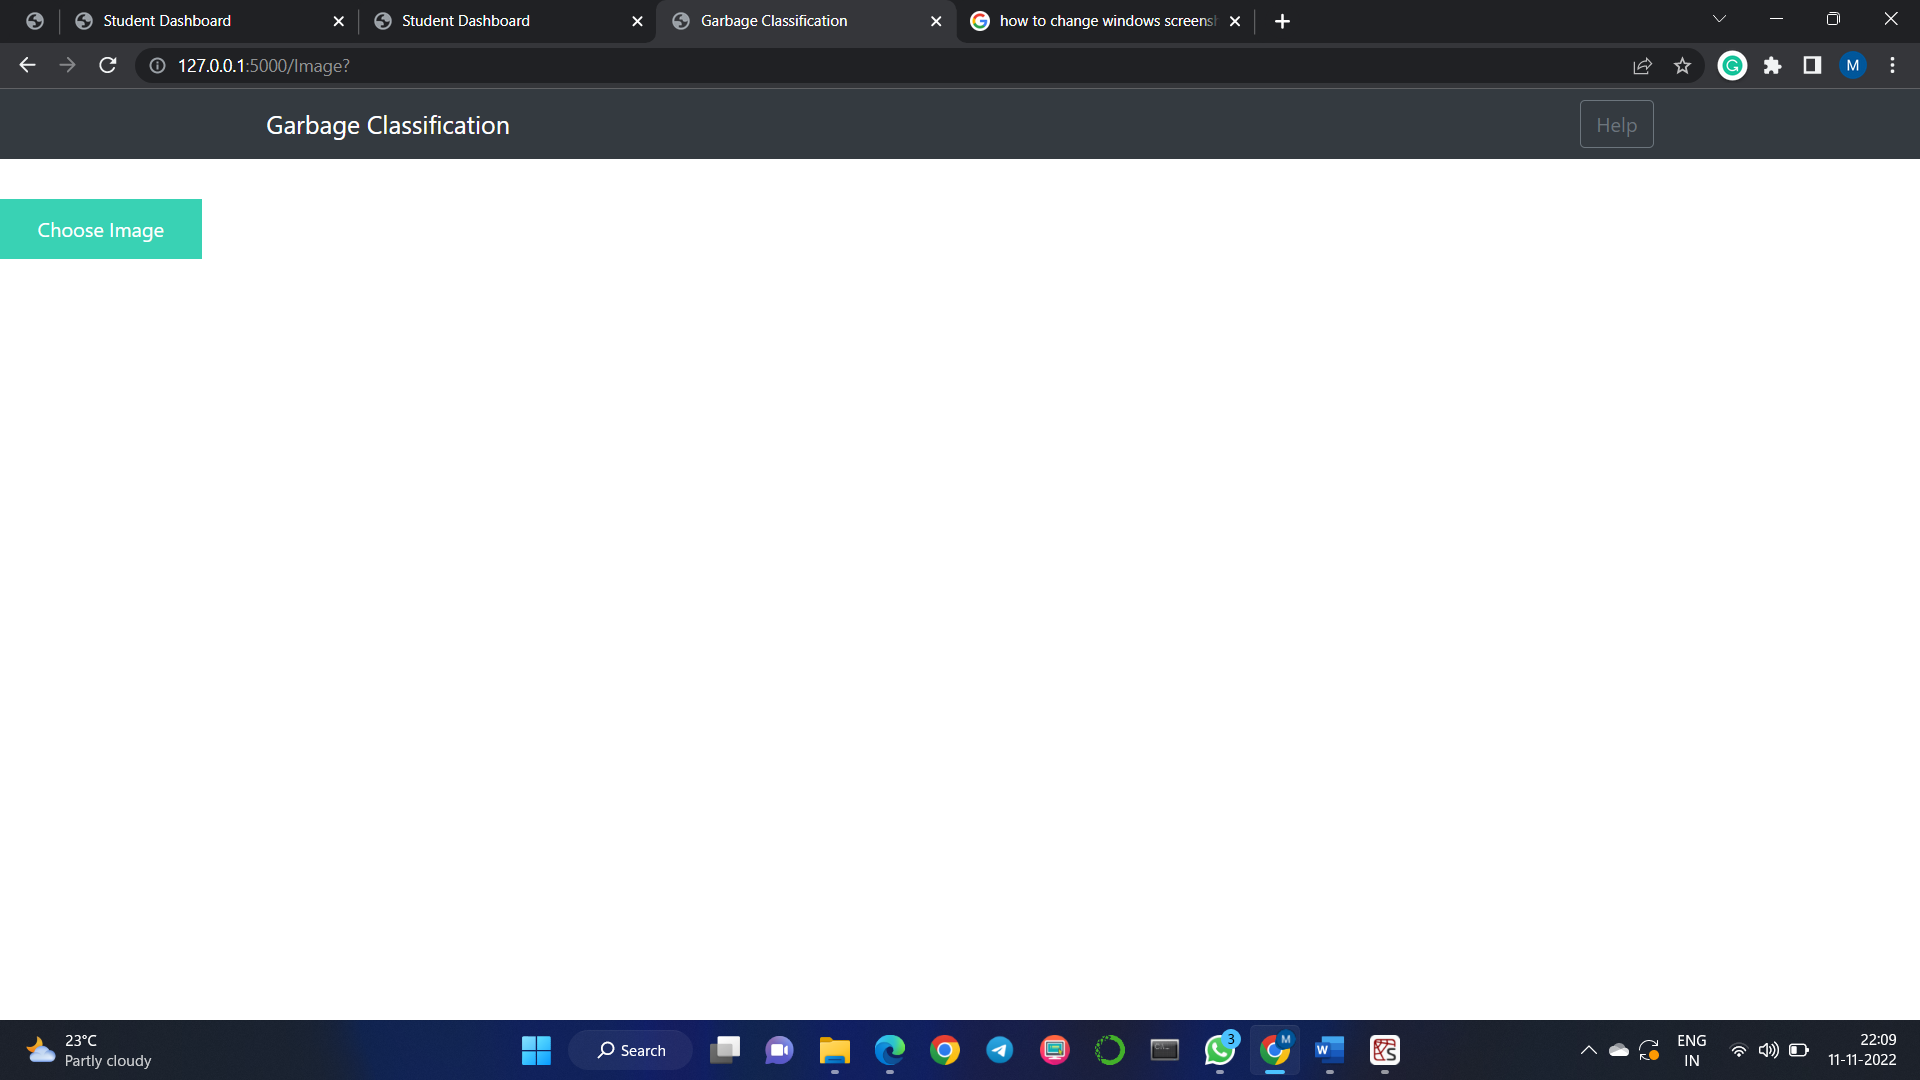 Student Dashboard
Student Dashboard
Garbage Classification
how to change windows screens
127.0.0.1:5000/Image?
M
Garbage Classification
Help
Choose Image
23°C
Partly cloudy
Search
3
M
W
ENG
IN
22:09
11-11-2022